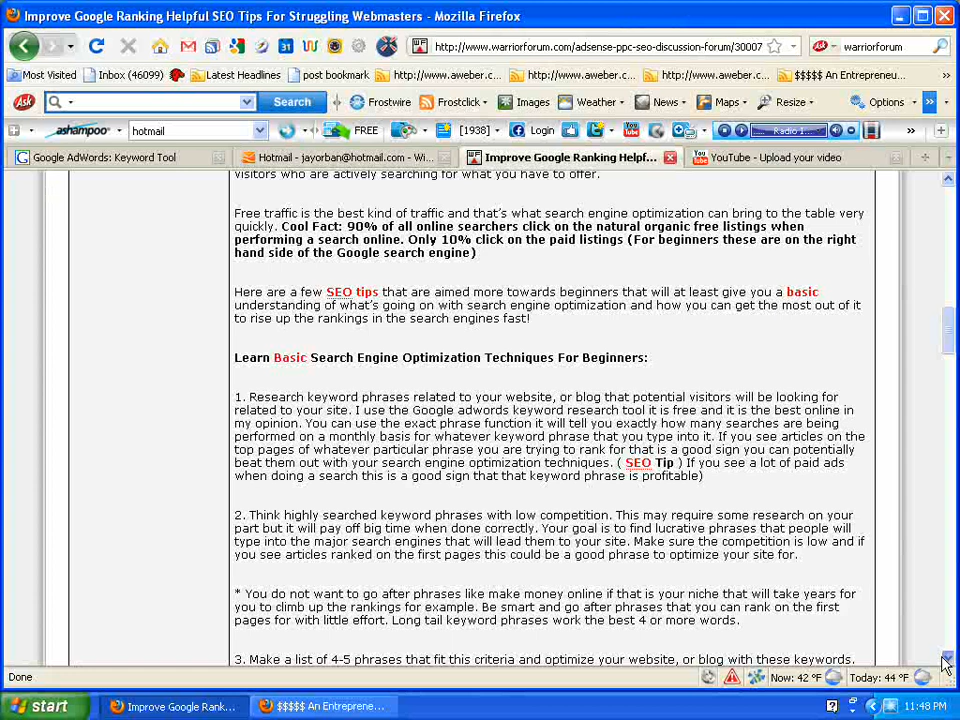 Improve Google Ranking Helpful SEO Tips For Struggling Webmasters - Mozilla Firefox
http://www.warriorforum.com/adsense-ppc-seo-discussion-forum/30007
warriorforum
Most Visited Inbox (46099) Latest Headlines post bookmark http://www.aweber.c... http://www.aweber.c... http://www.aweber.c... $$$$$ An Entrepreneu... »
Ask Search Frostwire Frostclick Images Weather News Maps Resize Options »
ashampoo hotmail FREE [1938] Login Radio 1 »
Google AdWords: Keyword Tool Hotmail - jayorban@hotmail.com - Wi... Improve Google Ranking Helpf... YouTube - Upload your video
visitors who are actively searching for what you have to offer.
Free traffic is the best kind of traffic and that's what search engine optimization can bring to the table very
quickly. Cool Fact: 90% of all online searchers click on the natural organic free listings when
performing a search online. Only 10% click on the paid listings (For beginners these are on the right
hand side of the Google search engine)
Here are a few SEO tips that are aimed more towards beginners that will at least give you a basic
understanding of what's going on with search engine optimization and how you can get the most out of it
to rise up the rankings in the search engines fast!
Learn Basic Search Engine Optimization Techniques For Beginners:
1. Research keyword phrases related to your website, or blog that potential visitors will be looking for
related to your site. I use the Google adwords keyword research tool it is free and it is the best online in
my opinion. You can use the exact phrase function it will tell you exactly how many searches are being
performed on a monthly basis for whatever keyword phrase that you type into it. If you see articles on the
top pages of whatever particular phrase you are trying to rank for that is a good sign you can potentially
beat them out with your search engine optimization techniques. ( SEO Tip ) If you see a lot of paid ads
when doing a search this is a good sign that that keyword phrase is profitable)
2. Think highly searched keyword phrases with low competition. This may require some research on your
part but it will pay off big time when done correctly. Your goal is to find lucrative phrases that people will
type into the major search engines that will lead them to your site. Make sure the competition is low and if
you see articles ranked on the first pages this could be a good phrase to optimize your site for.
* You do not want to go after phrases like make money online if that is your niche that will take years for
you to climb up the rankings for example. Be smart and go after phrases that you can rank on the first
pages for with little effort. Long tail keyword phrases work the best 4 or more words.
3. Make a list of 4-5 phrases that fit this criteria and optimize your website, or blog with these keywords.
Done Now: 42 °F Today: 44 °F
start Improve Google Rank... $$$$$ An Entreprene... 11:48 PM